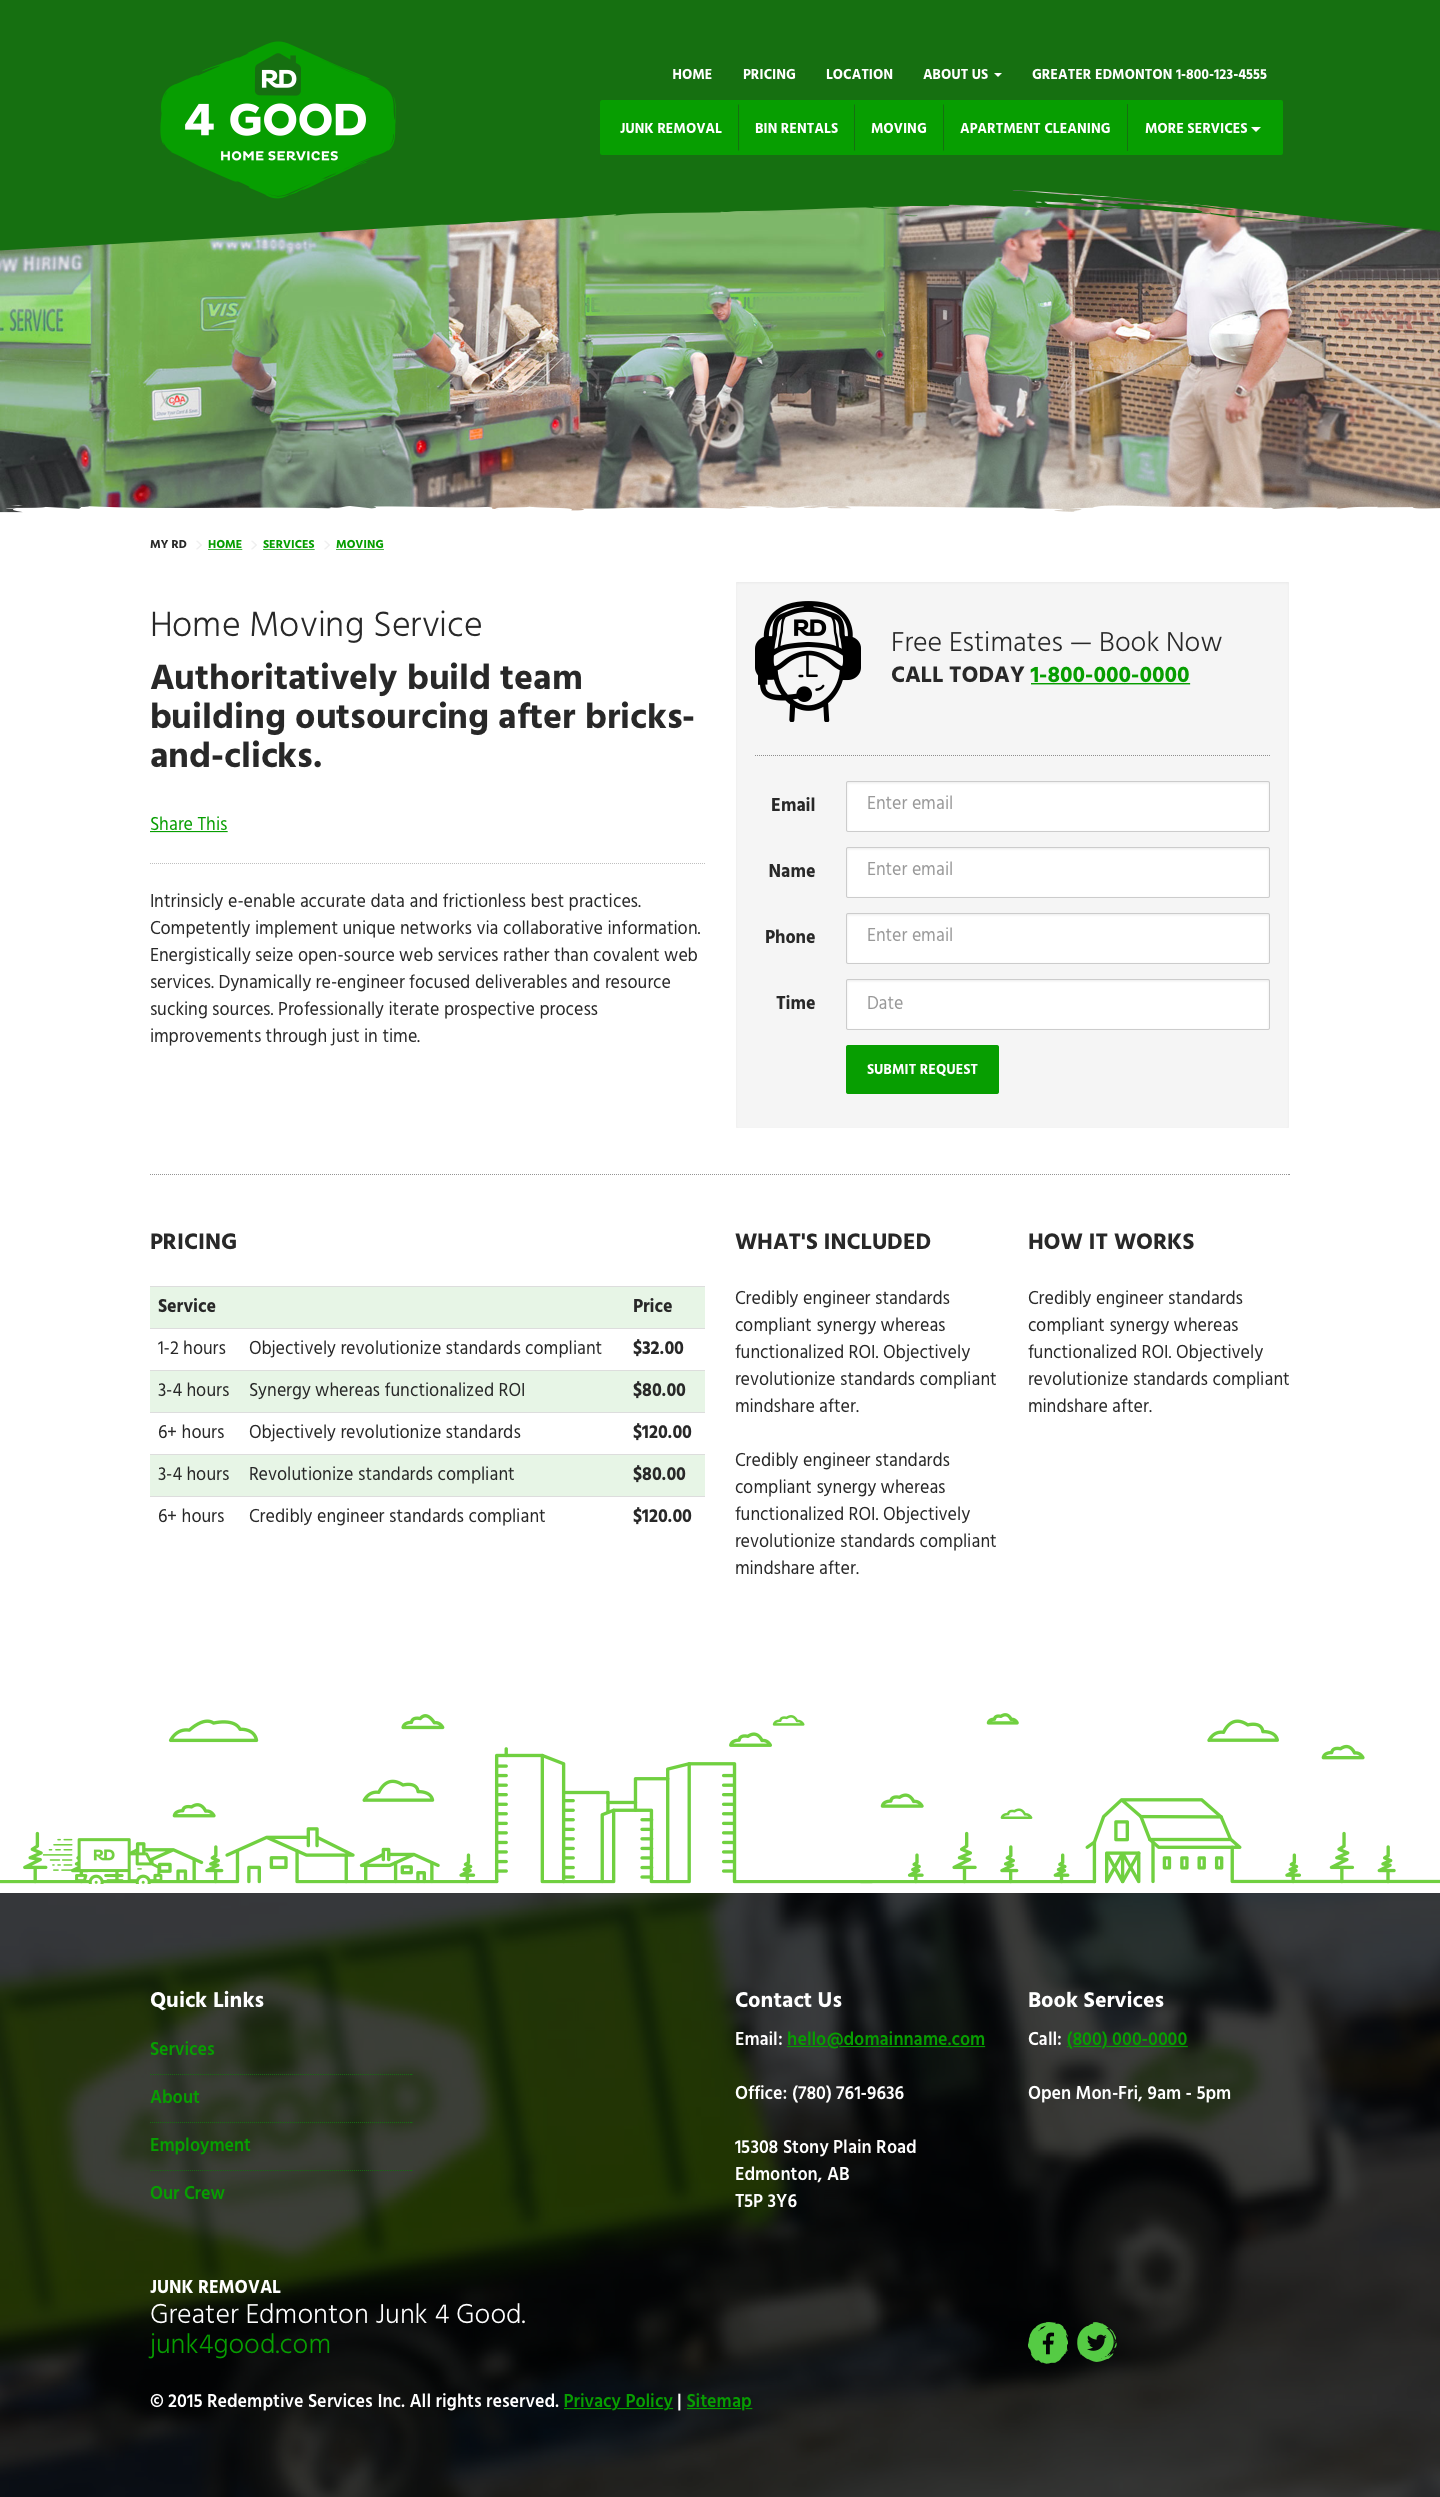 RD
4 GOOD
HOME SERVICES
HOME PRICING LOCATION ABOUT US GREATER EDMONTON 1-800-123-4555
JUNK REMOVAL BIN RENTALS MOVING APARTMENT CLEANING MORE SERVICES
www.1800got-
OW HIRING
L SERVICE
VISA
CAA
GOT JUNK
MY RD HOME SERVICES MOVING
Home Moving Service
Authoritatively build team
building outsourcing after bricks-
and-clicks.
Share This
Intrinsicly e-enable accurate data and frictionless best practices.
Competently implement unique networks via collaborative information.
Energistically seize open-source web services rather than covalent web
services. Dynamically re-engineer focused deliverables and resource
sucking sources. Professionally iterate prospective process
improvements through just in time.
RD
Free Estimates — Book Now
CALL TODAY 1-800-000-0000
Email Enter email
Name Enter email
Phone Enter email
Time Date
SUBMIT REQUEST
PRICING
Service Price
1-2 hours Objectively revolutionize standards compliant $32.00
3-4 hours Synergy whereas functionalized ROI $80.00
6+ hours Objectively revolutionize standards $120.00
3-4 hours Revolutionize standards compliant $80.00
6+ hours Credibly engineer standards compliant $120.00
WHAT'S INCLUDED
Credibly engineer standards
compliant synergy whereas
functionalized ROI. Objectively
revolutionize standards compliant
mindshare after.
Credibly engineer standards
compliant synergy whereas
functionalized ROI. Objectively
revolutionize standards compliant
mindshare after.
HOW IT WORKS
Credibly engineer standards
compliant synergy whereas
functionalized ROI. Objectively
revolutionize standards compliant
mindshare after.
RD
Quick Links
Services
About
Employment
Our Crew
Contact Us
Email: hello@domainname.com
Office: (780) 761-9636
15308 Stony Plain Road
Edmonton, AB
T5P 3Y6
Book Services
Call: (800) 000-0000
Open Mon-Fri, 9am - 5pm
JUNK REMOVAL
Greater Edmonton Junk 4 Good.
junk4good.com
© 2015 Redemptive Services Inc. All rights reserved. Privacy Policy | Sitemap